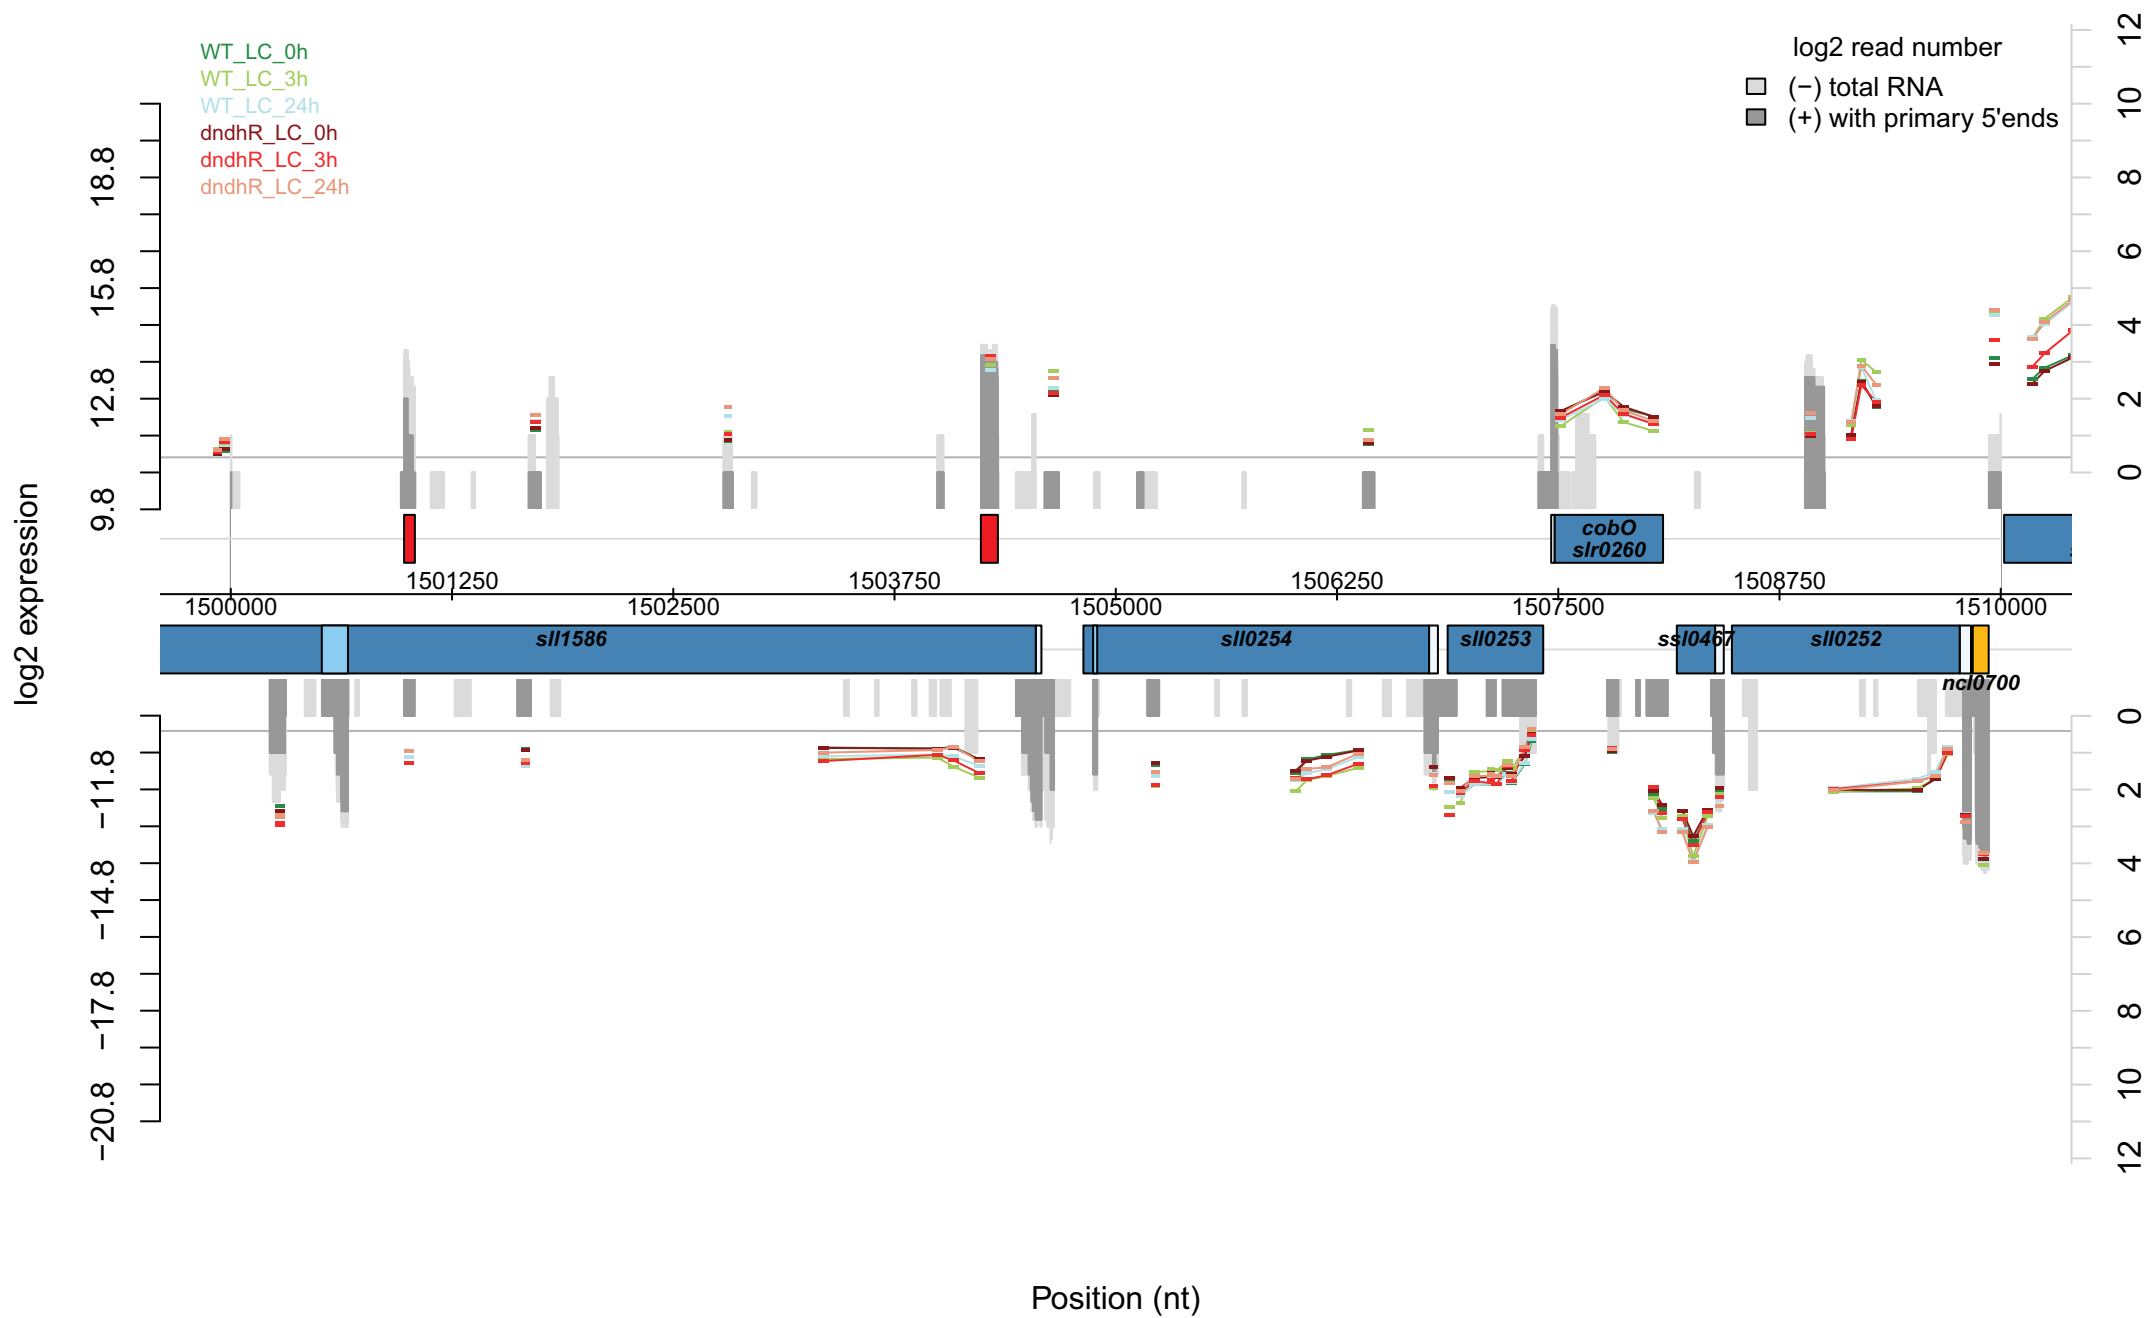 WT_LC_0h
WT_LC_3h
WT_LC_24h
dndhR_LC_0h
dndhR_LC_3h
dndhR_LC_24h
log2 read number
(−) total RNA
(+) with primary 5'ends
log2 expression
18.8
15.8
12.8
9.8
12
10
8
6
4
2
0
cobO
slr0260
1501250
1503750
1506250
1508750
1500000
1502500
1505000
1507500
1510000
sll1586
sll0254
sll0253
ssl0467
sll0252
ncl0700
−11.8
−14.8
−17.8
−20.8
0
2
4
6
8
10
12
Position (nt)